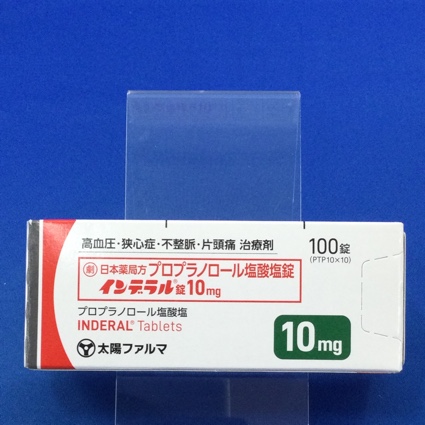 高血圧・狭心症・不整脈・片頭痛 治療剤
100錠
(PTP10×10)
劇 日本薬局方 プロプラノロール塩酸塩錠
インデラル®錠10mg
プロプラノロール塩酸塩
INDERAL® Tablets
太陽ファルマ
10mg